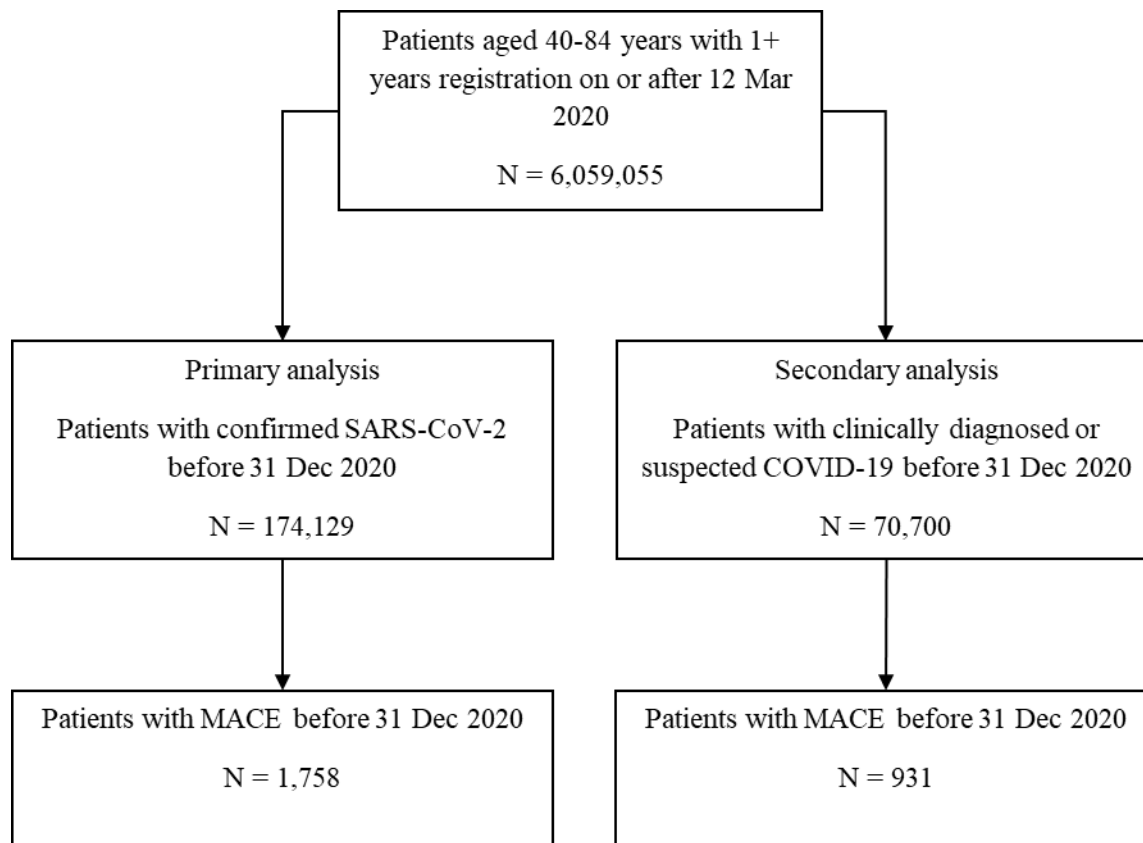 Patients aged 40-84 years with 1+
years registration on or after 12 Mar
2020
N = 6,059,055
Primary analysis
Patients with confirmed SARS-CoV-2
before 31 Dec 2020
N = 174,129
Secondary analysis
Patients with clinically diagnosed or
suspected COVID-19 before 31 Dec 2020
N = 70,700
Patients with MACE before 31 Dec 2020
N = 1,758
Patients with MACE before 31 Dec 2020
N = 931